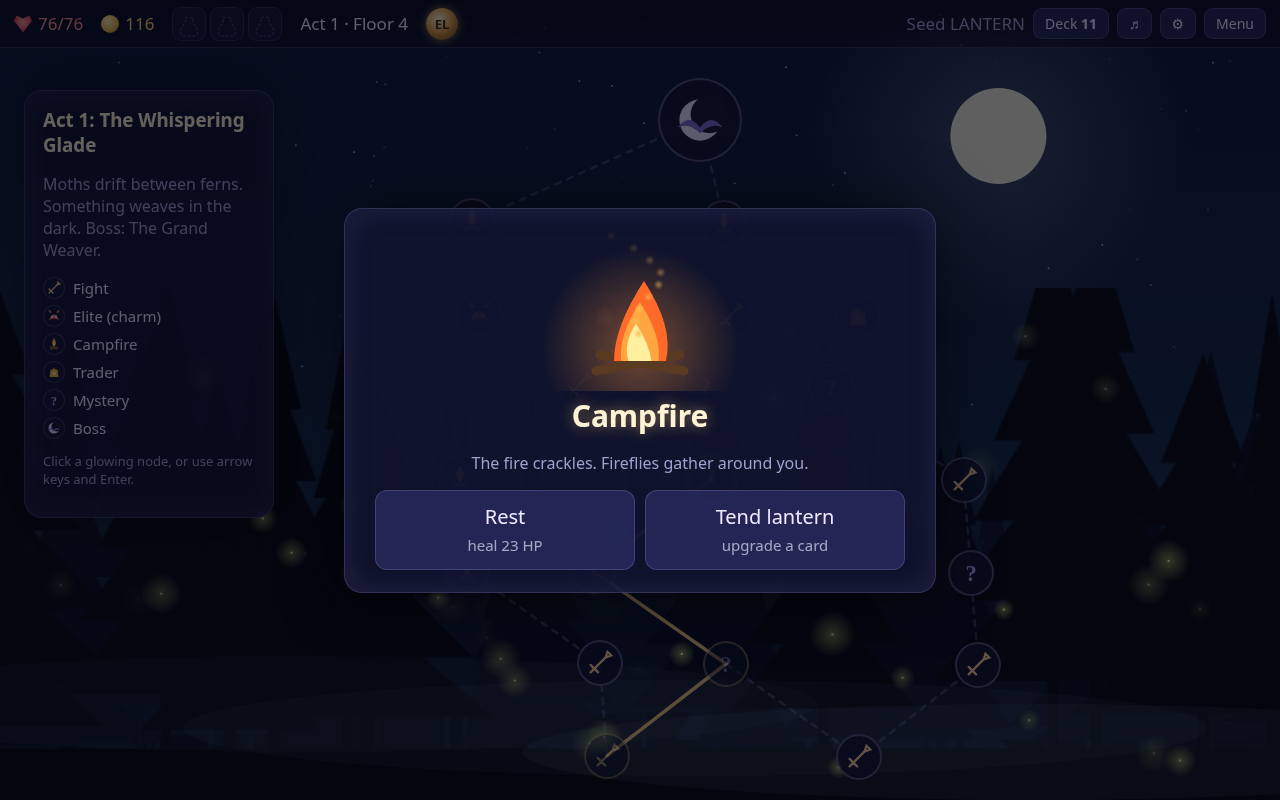 76/76
116
Act 1 · Floor 4
EL
Seed LANTERN
Deck 11
♬
⚙
Menu
Act 1: The Whispering
Glade
Moths drift between ferns.
Something weaves in the
dark. Boss: The Grand
Weaver.
Fight
Elite (charm)
Campfire
Trader
? Mystery
Boss
Click a glowing node, or use arrow
keys and Enter.
Campfire
The fire crackles. Fireflies gather around you.
Rest
heal 23 HP
Tend lantern
upgrade a card
?
?
?